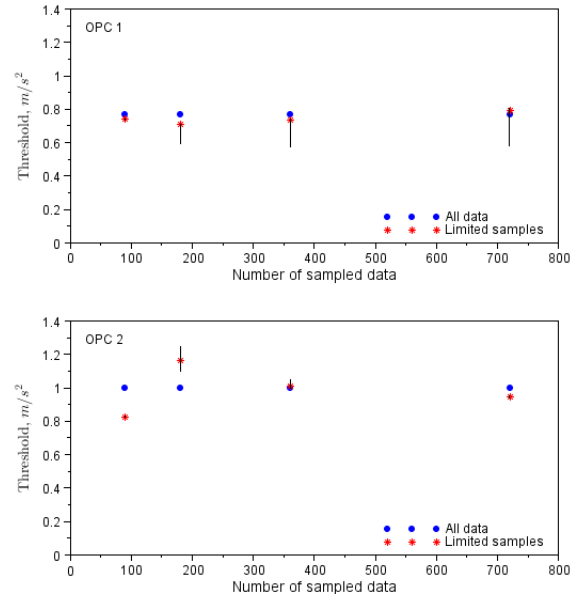 1.4
OPC 1
1.2
1
0.8
0.6
0.4
0.2
0
Threshold, m/s²
All data
Limited samples
0 100 200 300 400 500 600 700 800
Number of sampled data
1.4
OPC 2
1.2
1
0.8
0.6
0.4
0.2
0
Threshold, m/s²
All data
Limited samples
0 100 200 300 400 500 600 700 800
Number of sampled data